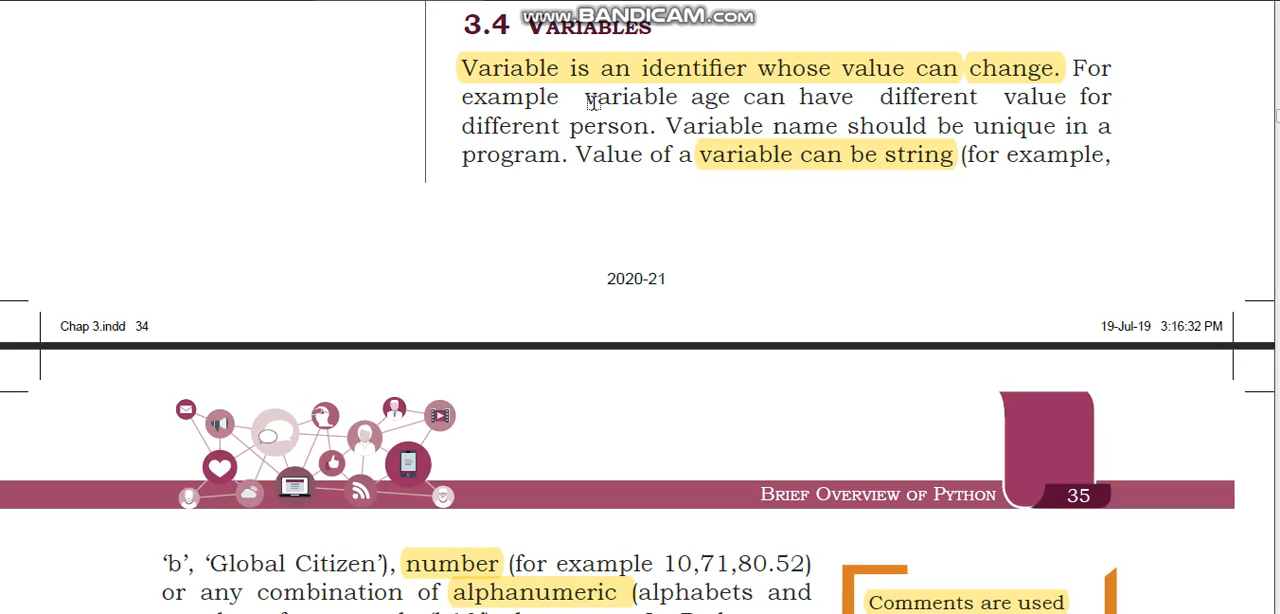 www.BANDICAM.com
3.4 VARIABLES
Variable is an identifier whose value can change. For
example variable age can have different value for
different person. Variable name should be unique in a
program. Value of a variable can be string (for example,
2020-21
Chap 3.indd 34
19-Jul-19 3:16:32 PM
BRIEF OVERVIEW OF PYTHON
35
‘b’, ‘Global Citizen’), number (for example 10,71,80.52)
or any combination of alphanumeric (alphabets and
Comments are used